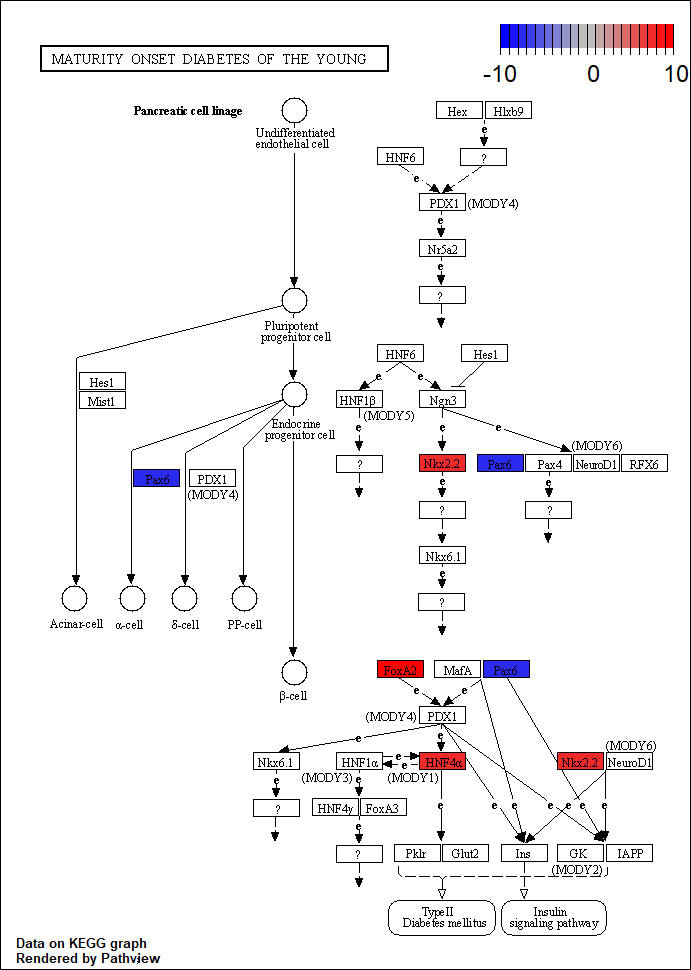 -10 0 10
MATURITY ONSET DIABETES OF THE YOUNG
Pancreatic cell linage
Undifferentiated
endothelial cell
Hex Hlxb9
e
HNF6 ?
e
PDX1 (MODY4)
e
Nr5a2
e
?
Pluripotent
progenitor cell
Hes1
Mist1
Endocrine
progenitor cell
HNF6 Hes1
e e
HNF1β Ngn3
(MODY5)
e e e
(MODY6)
? Nkx2.2 Pax6 Pax4 NeuroD1 RFX6
Pax6 PDX1
(MODY4)
e e
? ?
e
Nkx6.1
e
?
Acinar-cell α-cell δ-cell PP-cell
β-cell
FoxA2 MafA Pax6
e e
(MODY4) PDX1
e e
Nkx6.1 HNF1α e HNF4α Nkx2.2 NeuroD1
(MODY6)
e
(MODY3) (MODY1)
e e
? HNF4γ FoxA3 e e e e e e
e
? Pklr Glut2 Ins GK IAPP
(MODY2)
Type II
Diabetes mellitus
Insulin
signaling pathway
Data on KEGG graph
Rendered by Pathview